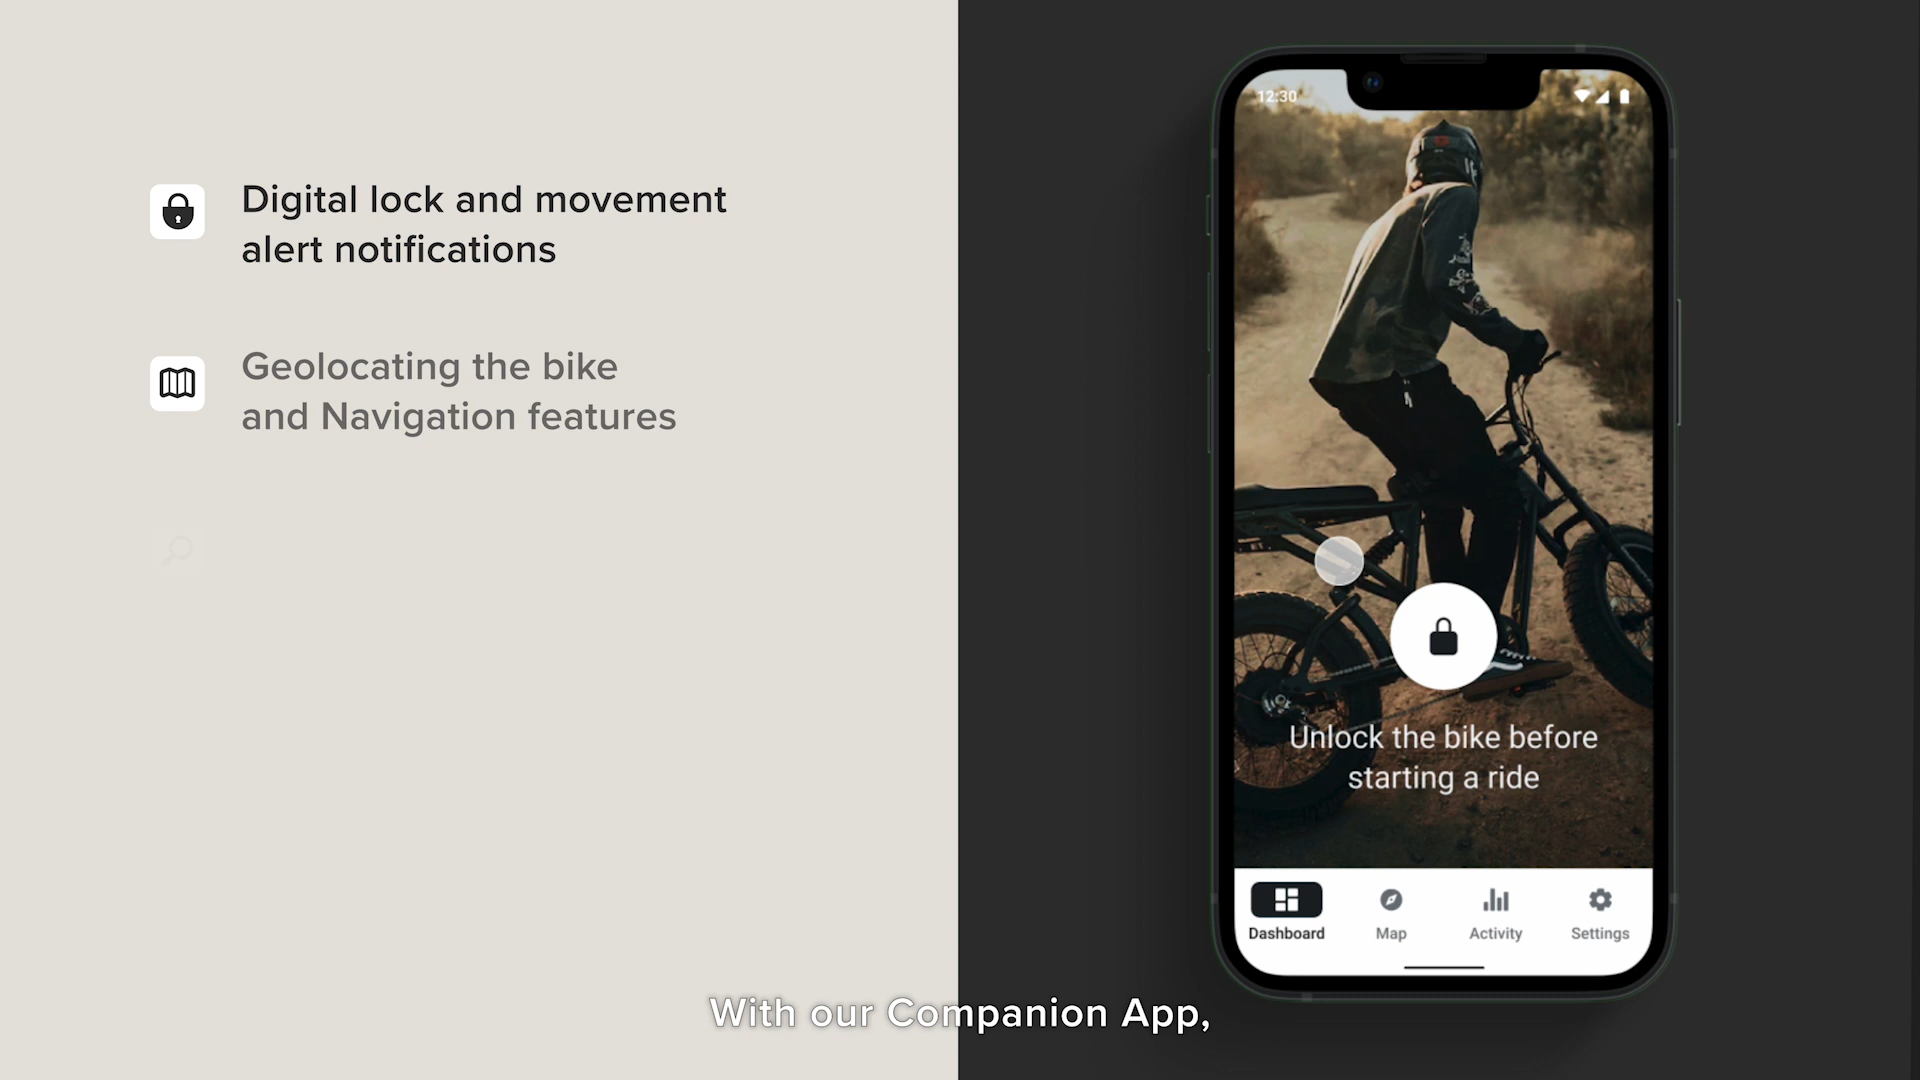 Digital lock and movement
alert notifications
Geolocating the bike
and Navigation features
12:30
Unlock the bike before
starting a ride
Dashboard
Map
Activity
Settings
With our Companion App,